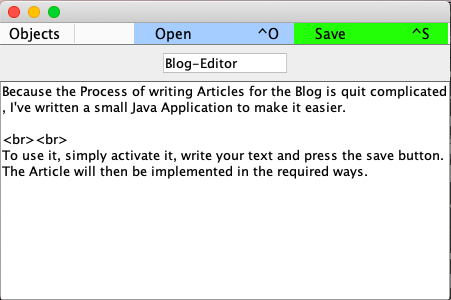 Objects Open ^O Save ^S
Blog-Editor
Because the Process of writing Articles for the Blog is quit complicated
, I've written a small Java Application to make it easier.
<br><br>
To use it, simply activate it, write your text and press the save button.
The Article will then be implemented in the required ways.